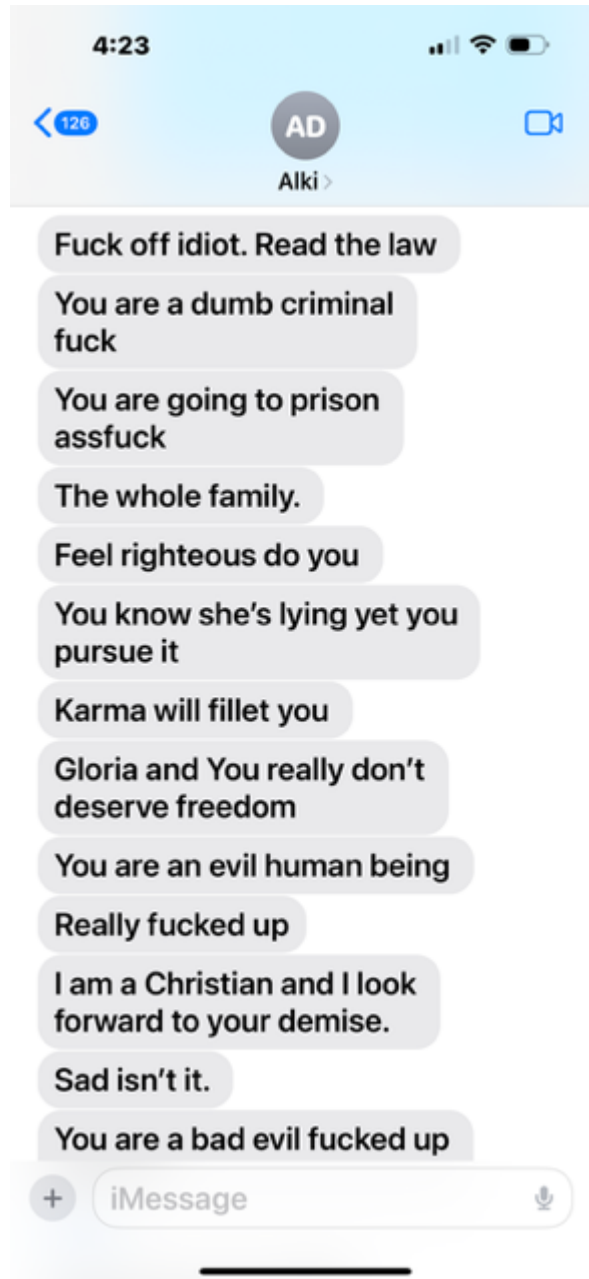 4:23
126
AD
Alki >
Fuck off idiot. Read the law
You are a dumb criminal
fuck
You are going to prison
assfuck
The whole family.
Feel righteous do you
You know she’s lying yet you
pursue it
Karma will fillet you
Gloria and You really don’t
deserve freedom
You are an evil human being
Really fucked up
I am a Christian and I look
forward to your demise.
Sad isn’t it.
You are a bad evil fucked up
+ iMessage